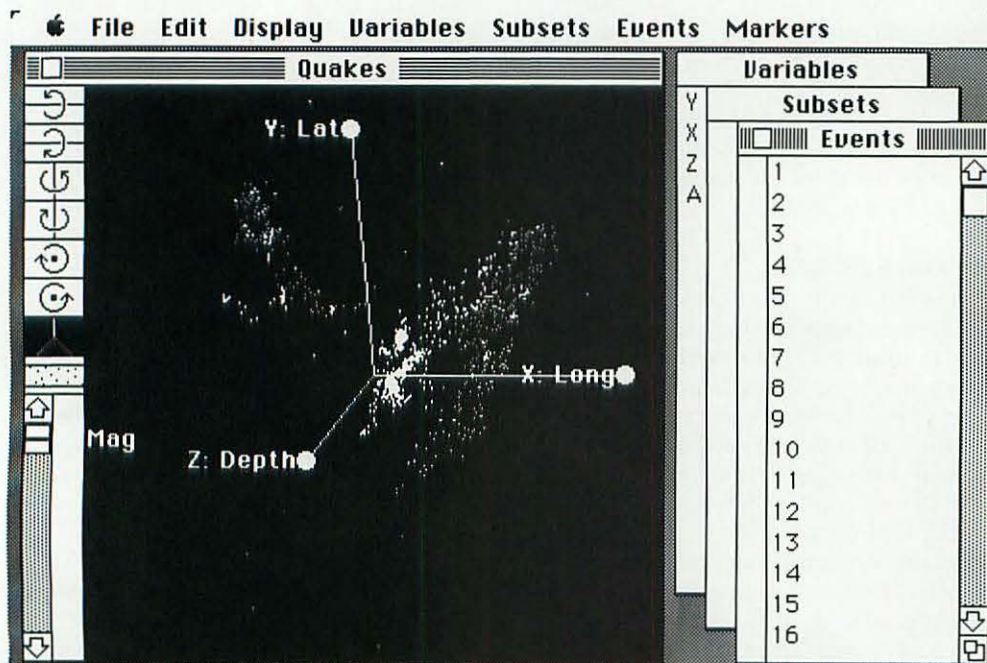 File Edit Display Variables Subsets Events Markers
Quakes
Variables
Subsets
Events
Y: Lat
X: Long
Z: Depth
Mag
Y
X
Z
A
1
2
3
4
5
6
7
8
9
10
11
12
13
14
15
16